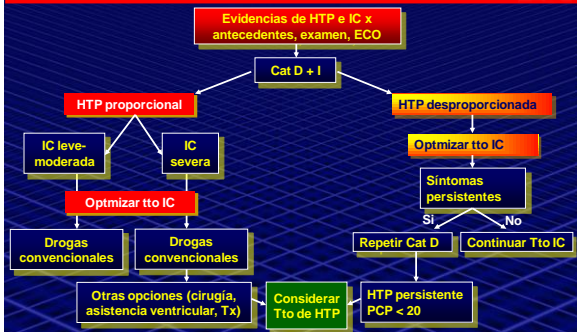 Evidencias de HTP e IC x
antecedentes, examen, ECO
Cat D + I
HTP proporcional
HTP desproporcionada
IC leve-
moderada
IC
severa
Optmizar tto IC
Optmizar tto IC
Síntomas
persistentes
Si
No
Drogas
convencionales
Drogas
convencionales
Repetir Cat D
Continuar Tto IC
Otras opciones (cirugía,
asistencia ventricular, Tx)
Considerar
Tto de HTP
HTP persistente
PCP < 20